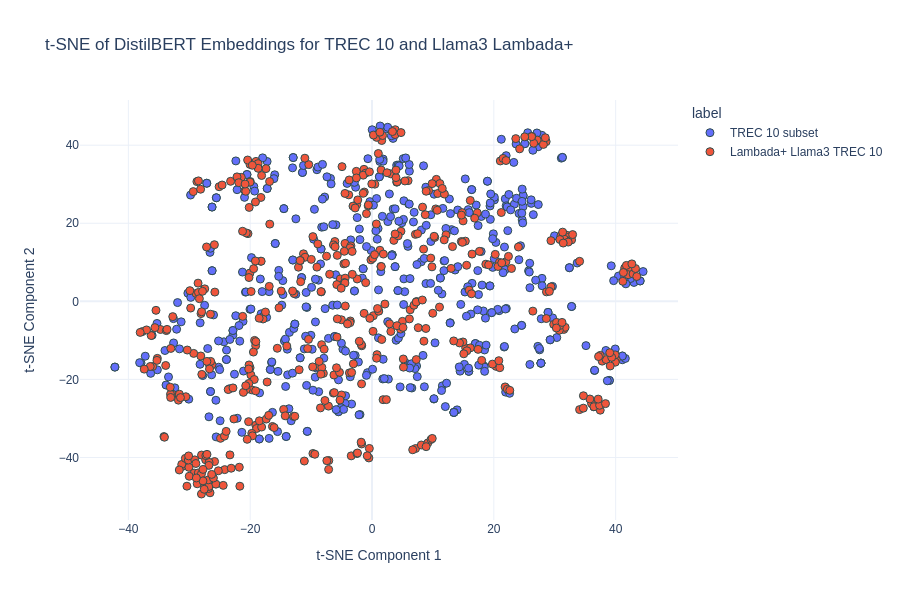 t-SNE of DistilBERT Embeddings for TREC 10 and Llama3 Lambada+
label
TREC 10 subset
Lambada+ Llama3 TREC 10
t-SNE Component 2
40
20
0
−20
−40
−40
−20
0
20
40
t-SNE Component 1